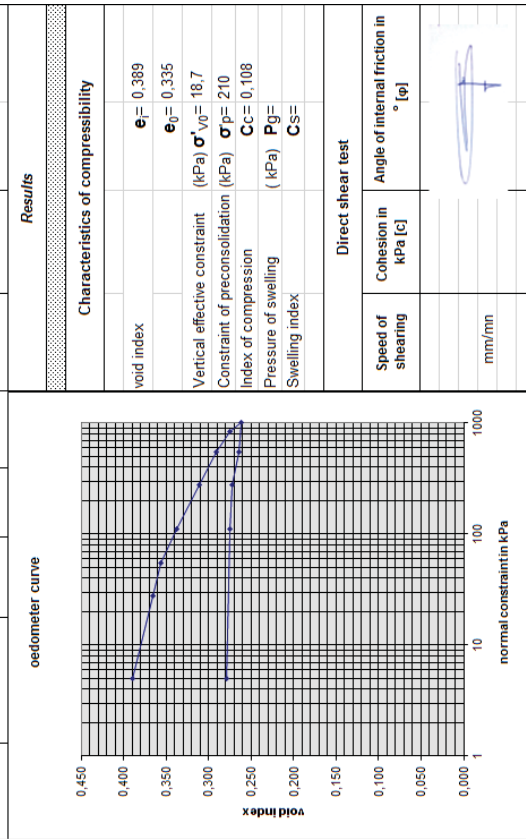 oedometer curve
void index
0,450
0,400
0,350
0,300
0,250
0,200
0,150
0,100
0,050
0,000
1
10
100
1000
normal constraint in kPa
Results
Characteristics of compressibility
void index
ei= 0,389
e0= 0,335
Vertical effective constraint (kPa) σ'v0= 18,7
Constraint of preconsolidation (kPa) σ'p= 210
Index of compression Cc= 0,108
Pressure of swelling ( kPa) Pg=
Swelling index Cs=
Direct shear test
Speed of shearing
Cohesion in kPa [c]
Angle of internal friction in ° [φ]
mm/mn